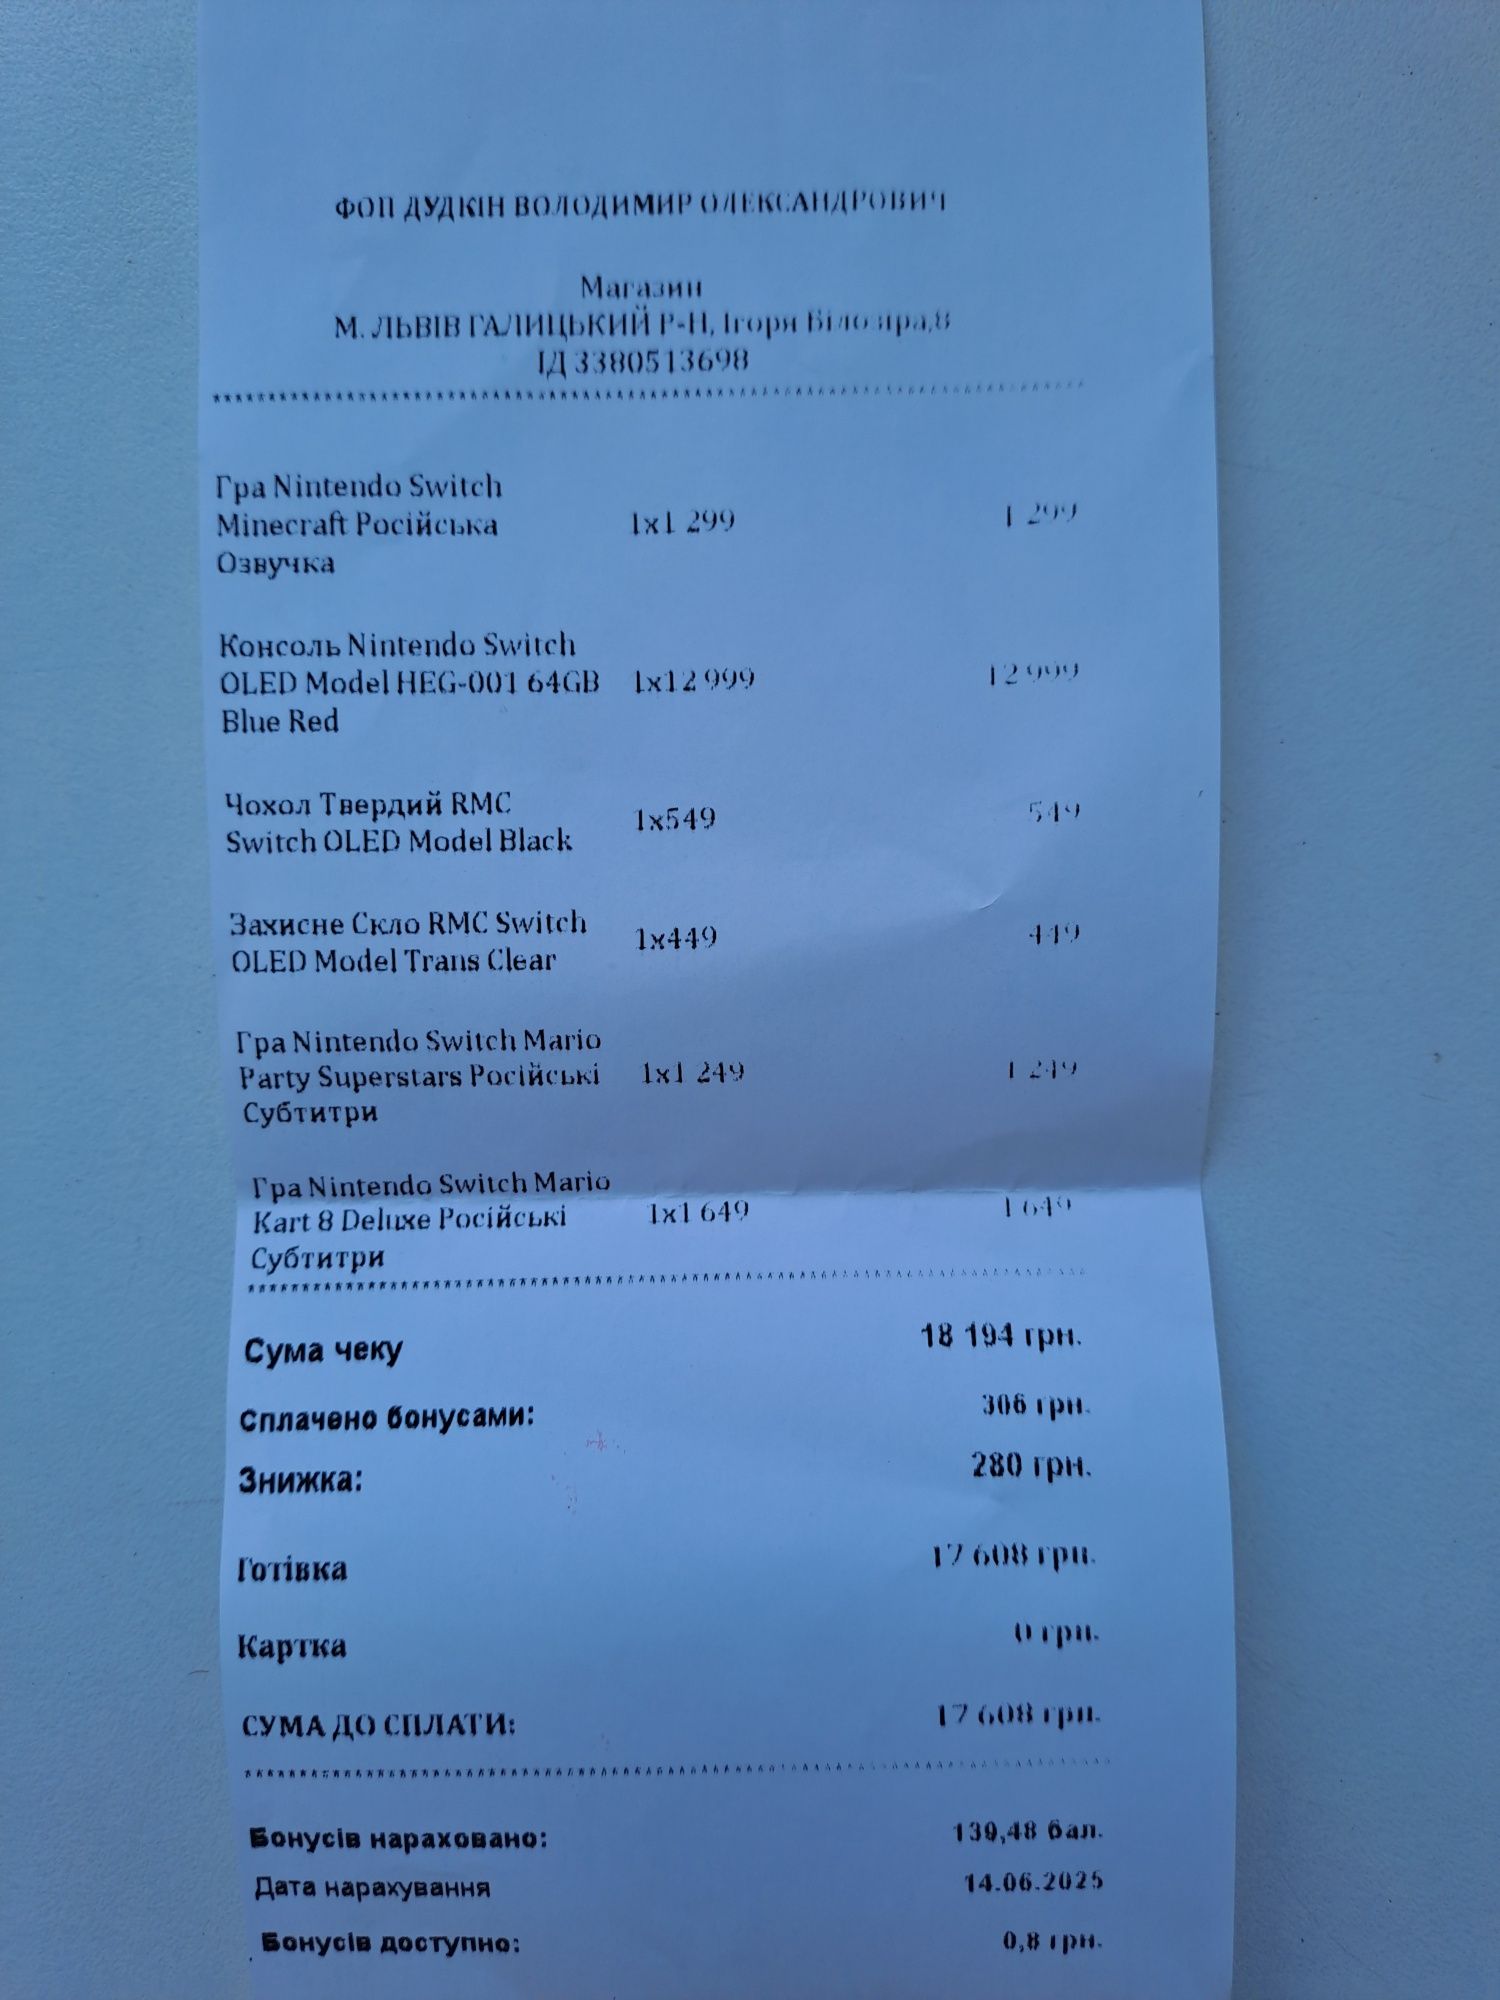 ФОП ДУДКІН ВОЛОДИМИР ОЛЕКСАНДРОВИЧ
Магазин
М. ЛЬВІВ ГАЛИЦЬКИЙ Р-Н, Ігоря Білозіра,8
ІД 3380513698
Гра Nintendo Switch
Minecraft Російська 1x1 299 1 299
Озвучка
Консоль Nintendo Switch
OLED Model HEG-001 64GB 1x12 999 12 999
Blue Red
Чохол Твердий RMC
Switch OLED Model Black 1x549 549
Захисне Скло RMC Switch
OLED Model Trans Clear 1x449 449
Гра Nintendo Switch Mario
Party Superstars Російські 1x1 249 1 249
Субтитри
Гра Nintendo Switch Mario
Kart 8 Deluxe Російські 1x1 649 1 649
Субтитри
Сума чеку 18 194 грн.
Сплачено бонусами: 306 грн.
Знижка: 280 грн.
Готівка 17 608 грн.
Картка 0 грн.
СУМА ДО СПЛАТИ: 17 608 грн.
Бонусів нараховано: 139,48 бал.
Дата нарахування 14.06.2025
Бонусів доступно: 0,8 грн.